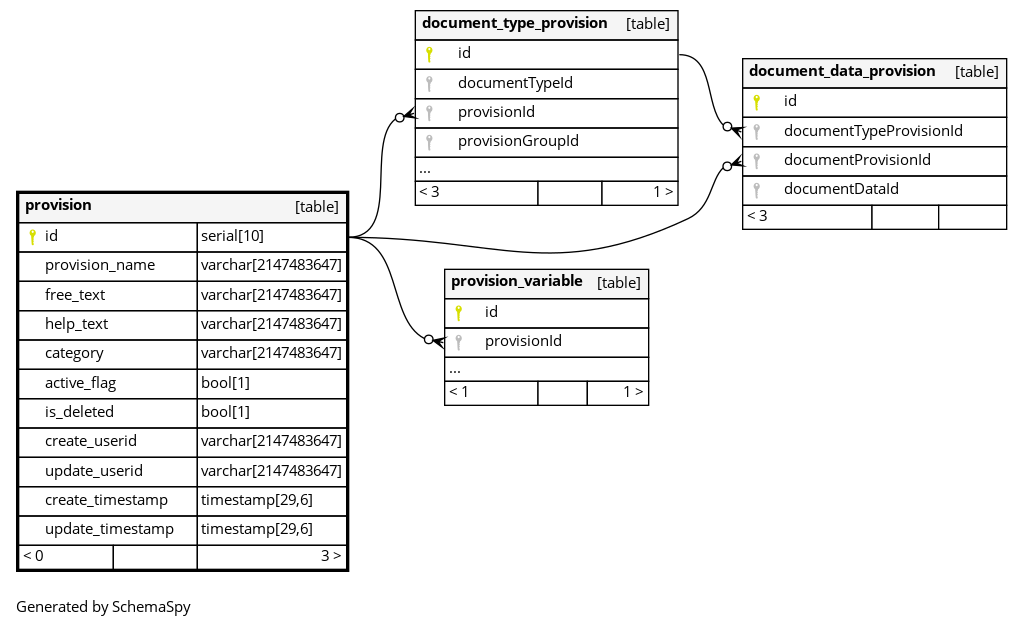 document_type_provision [table]
id
documentTypeId
provisionId
provisionGroupId
...
< 3 1 >
document_data_provision [table]
id
documentTypeProvisionId
documentProvisionId
documentDataId
< 3
provision [table]
id serial[10]
provision_name varchar[2147483647]
free_text varchar[2147483647]
help_text varchar[2147483647]
category varchar[2147483647]
active_flag bool[1]
is_deleted bool[1]
create_userid varchar[2147483647]
update_userid varchar[2147483647]
create_timestamp timestamp[29,6]
update_timestamp timestamp[29,6]
< 0 3 >
provision_variable [table]
id
provisionId
...
< 1 1 >
Generated by SchemaSpy